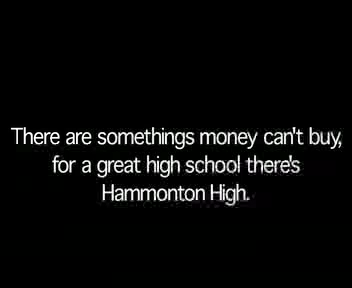 There are somethings money can't buy,
for a great high school there's
Hammonton High.